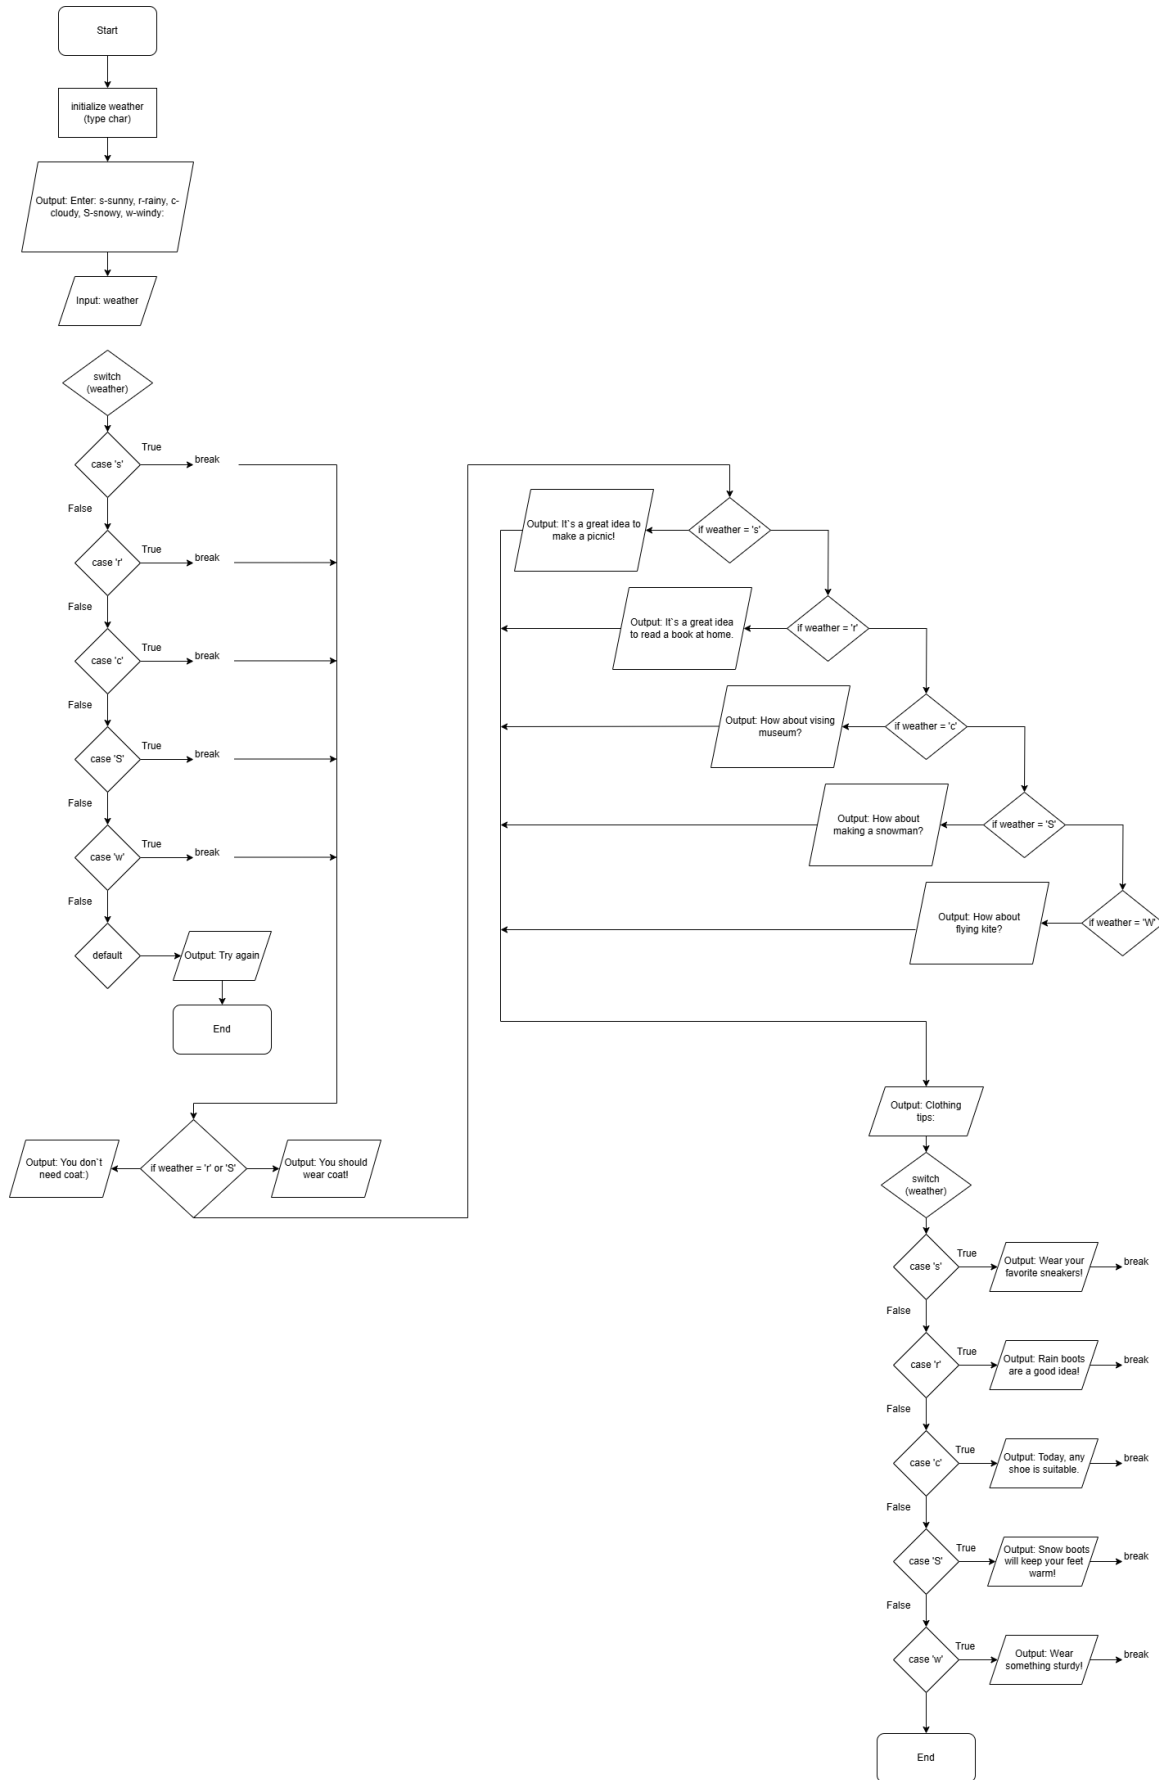 Start
initialize weather
(type char)
Output: Enter: s-sunny, r-rainy, c-
cloudy, S-snowy, w-windy:
Input: weather
switch
(weather)
case 's'
True
break
False
case 'r'
True
break
False
case 'c'
True
break
False
case 'S'
True
break
False
case 'w'
True
break
False
default
Output: Try again
End
if weather = 'r' or 'S'
Output: You don`t
need coat:)
Output: You should
wear coat!
if weather = 's'
Output: It`s a great idea to
make a picnic!
if weather = 'r'
Output: It`s a great idea
to read a book at home.
if weather = 'c'
Output: How about vising
museum?
if weather = 'S'
Output: How about
making a snowman?
if weather = 'W'
Output: How about
flying kite?
Output: Clothing
tips:
switch
(weather)
case 's'
True
Output: Wear your
favorite sneakers!
break
False
case 'r'
True
Output: Rain boots
are a good idea!
break
False
case 'c'
True
Output: Today, any
shoe is suitable.
break
False
case 'S'
True
Output: Snow boots
will keep your feet
warm!
break
False
case 'w'
True
Output: Wear
something sturdy!
break
End